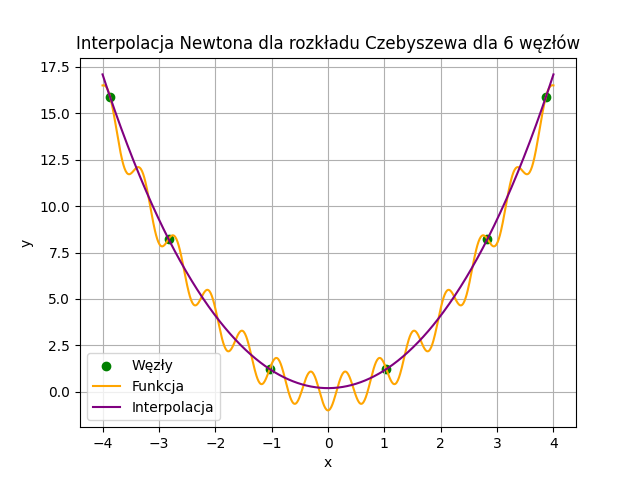 Interpolacja Newtona dla rozkładu Czebyszewa dla 6 węzłów
17.5
15.0
12.5
10.0
7.5
5.0
2.5
0.0
y
Węzły
Funkcja
Interpolacja
−4 −3 −2 −1 0 1 2 3 4
x